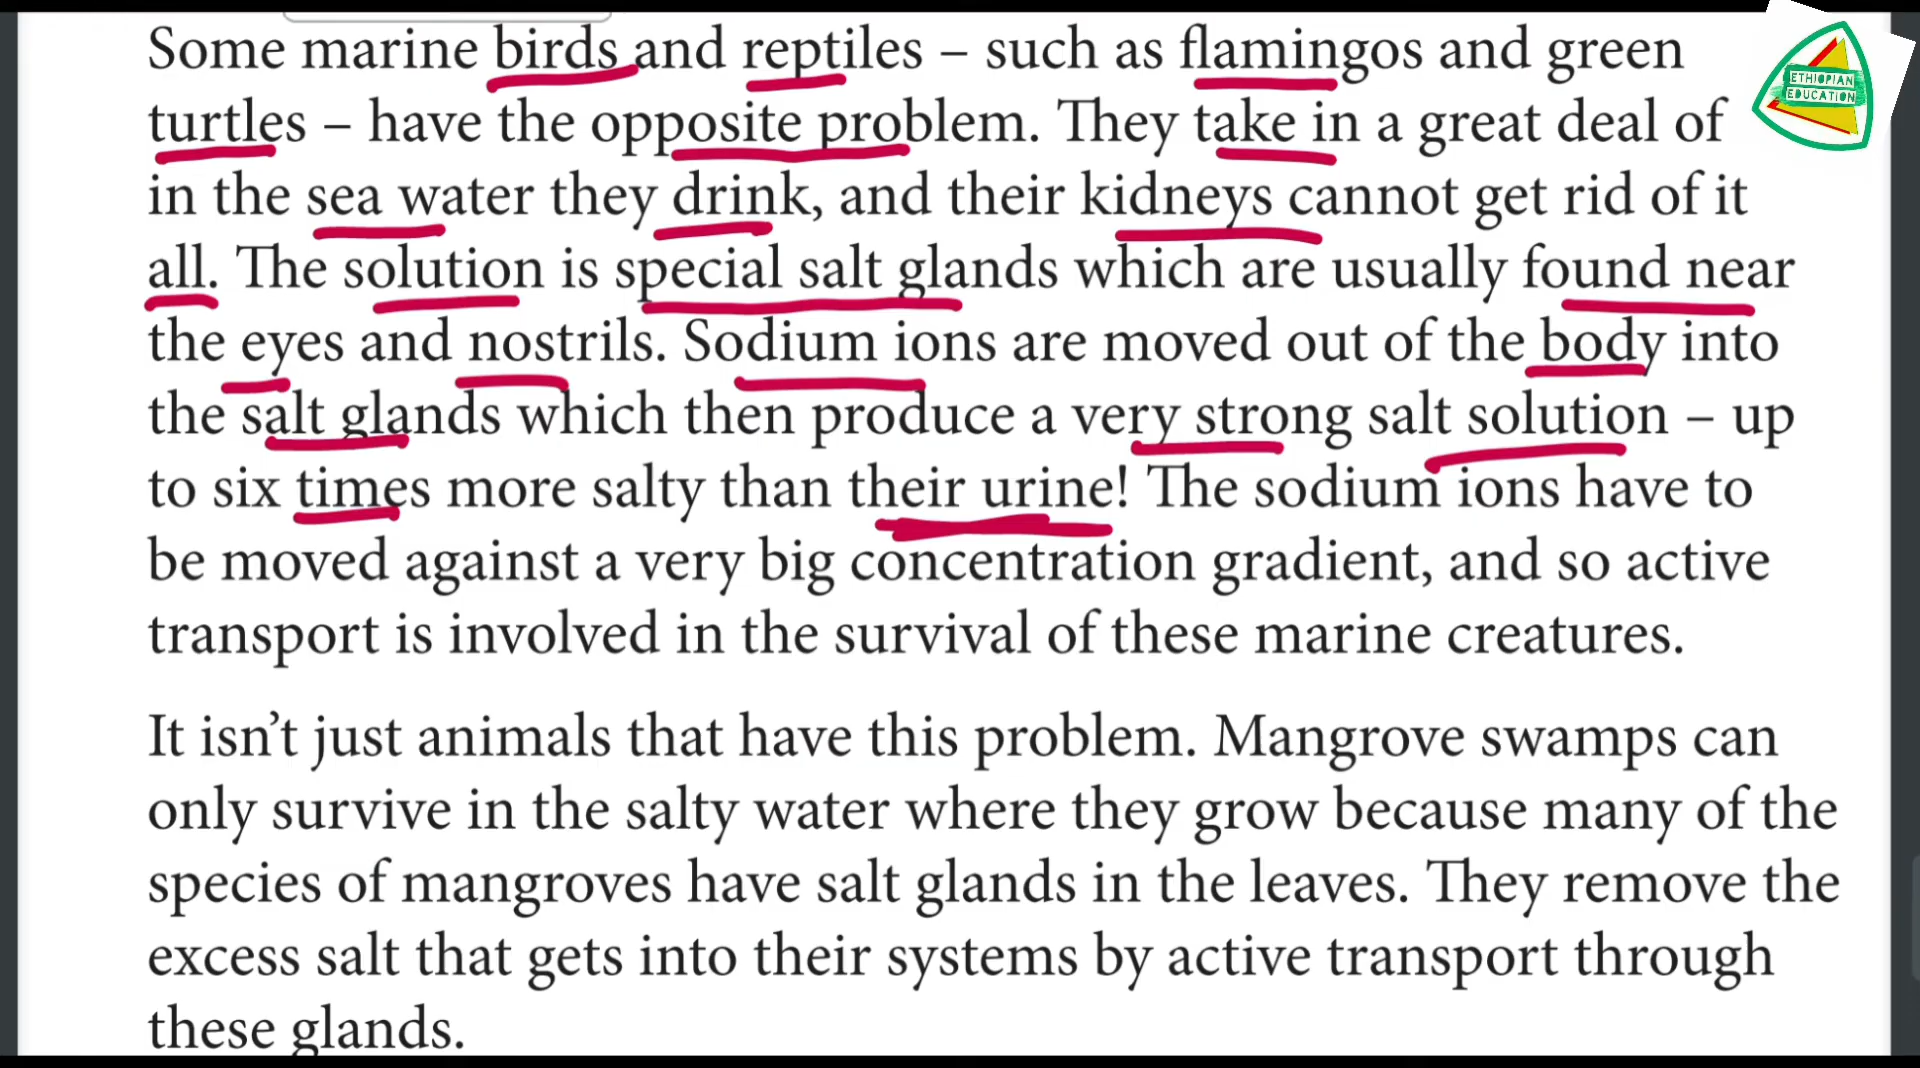 Some marine birds and reptiles – such as flamingos and green
turtles – have the opposite problem. They take in a great deal of
in the sea water they drink, and their kidneys cannot get rid of it
all. The solution is special salt glands which are usually found near
the eyes and nostrils. Sodium ions are moved out of the body into
the salt glands which then produce a very strong salt solution – up
to six times more salty than their urine! The sodium ions have to
be moved against a very big concentration gradient, and so active
transport is involved in the survival of these marine creatures.
It isn’t just animals that have this problem. Mangrove swamps can
only survive in the salty water where they grow because many of the
species of mangroves have salt glands in the leaves. They remove the
excess salt that gets into their systems by active transport through
these glands.
ETHIOPIAN
EDUCATION